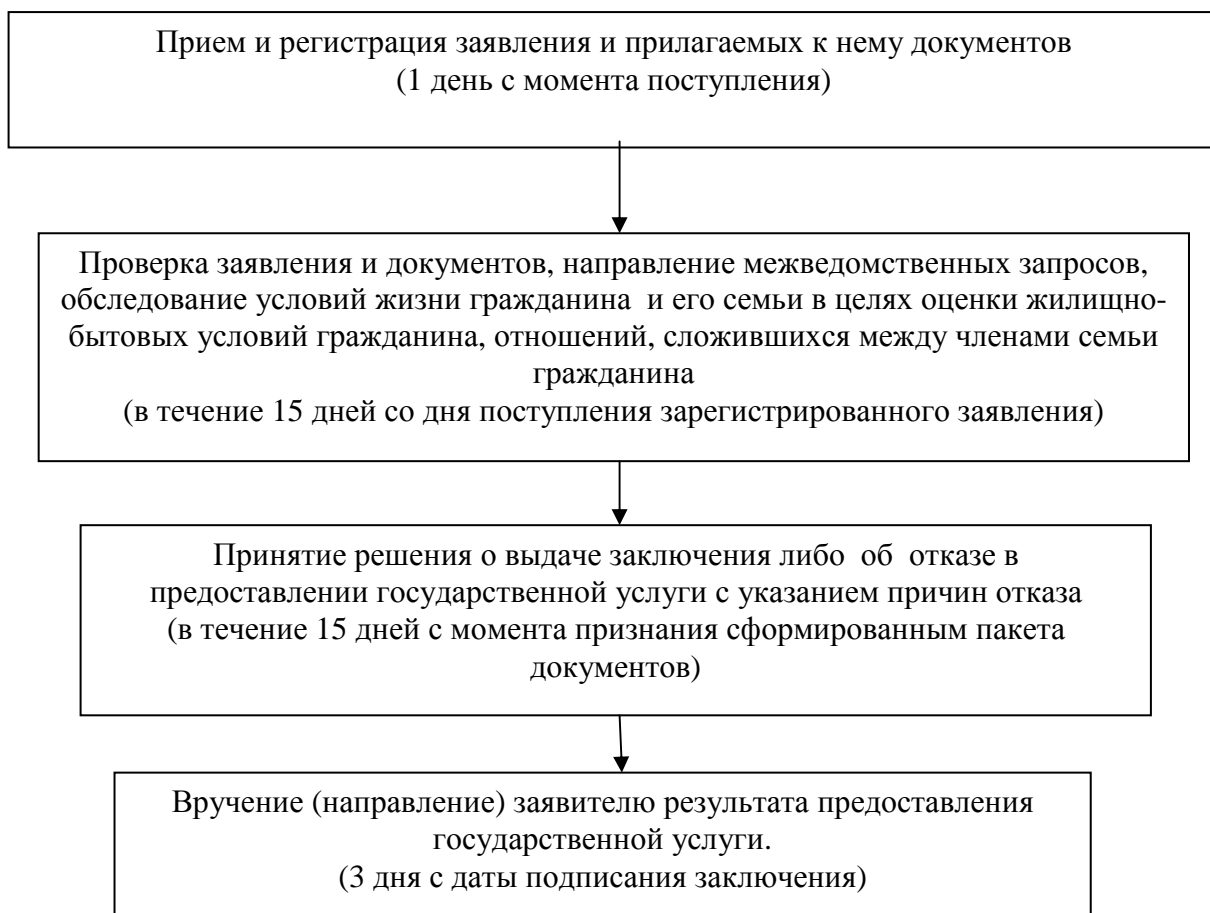 Прием и регистрация заявления и прилагаемых к нему документов
(1 день с момента поступления)
Проверка заявления и документов, направление межведомственных запросов,
обследование условий жизни гражданина и его семьи в целях оценки жилищно-
бытовых условий гражданина, отношений, сложившихся между членами семьи
гражданина
(в течение 15 дней со дня поступления зарегистрированного заявления)
Принятие решения о выдаче заключения либо об отказе в
предоставлении государственной услуги с указанием причин отказа
(в течение 15 дней с момента признания сформированным пакета
документов)
Вручение (направление) заявителю результата предоставления
государственной услуги.
(3 дня с даты подписания заключения)